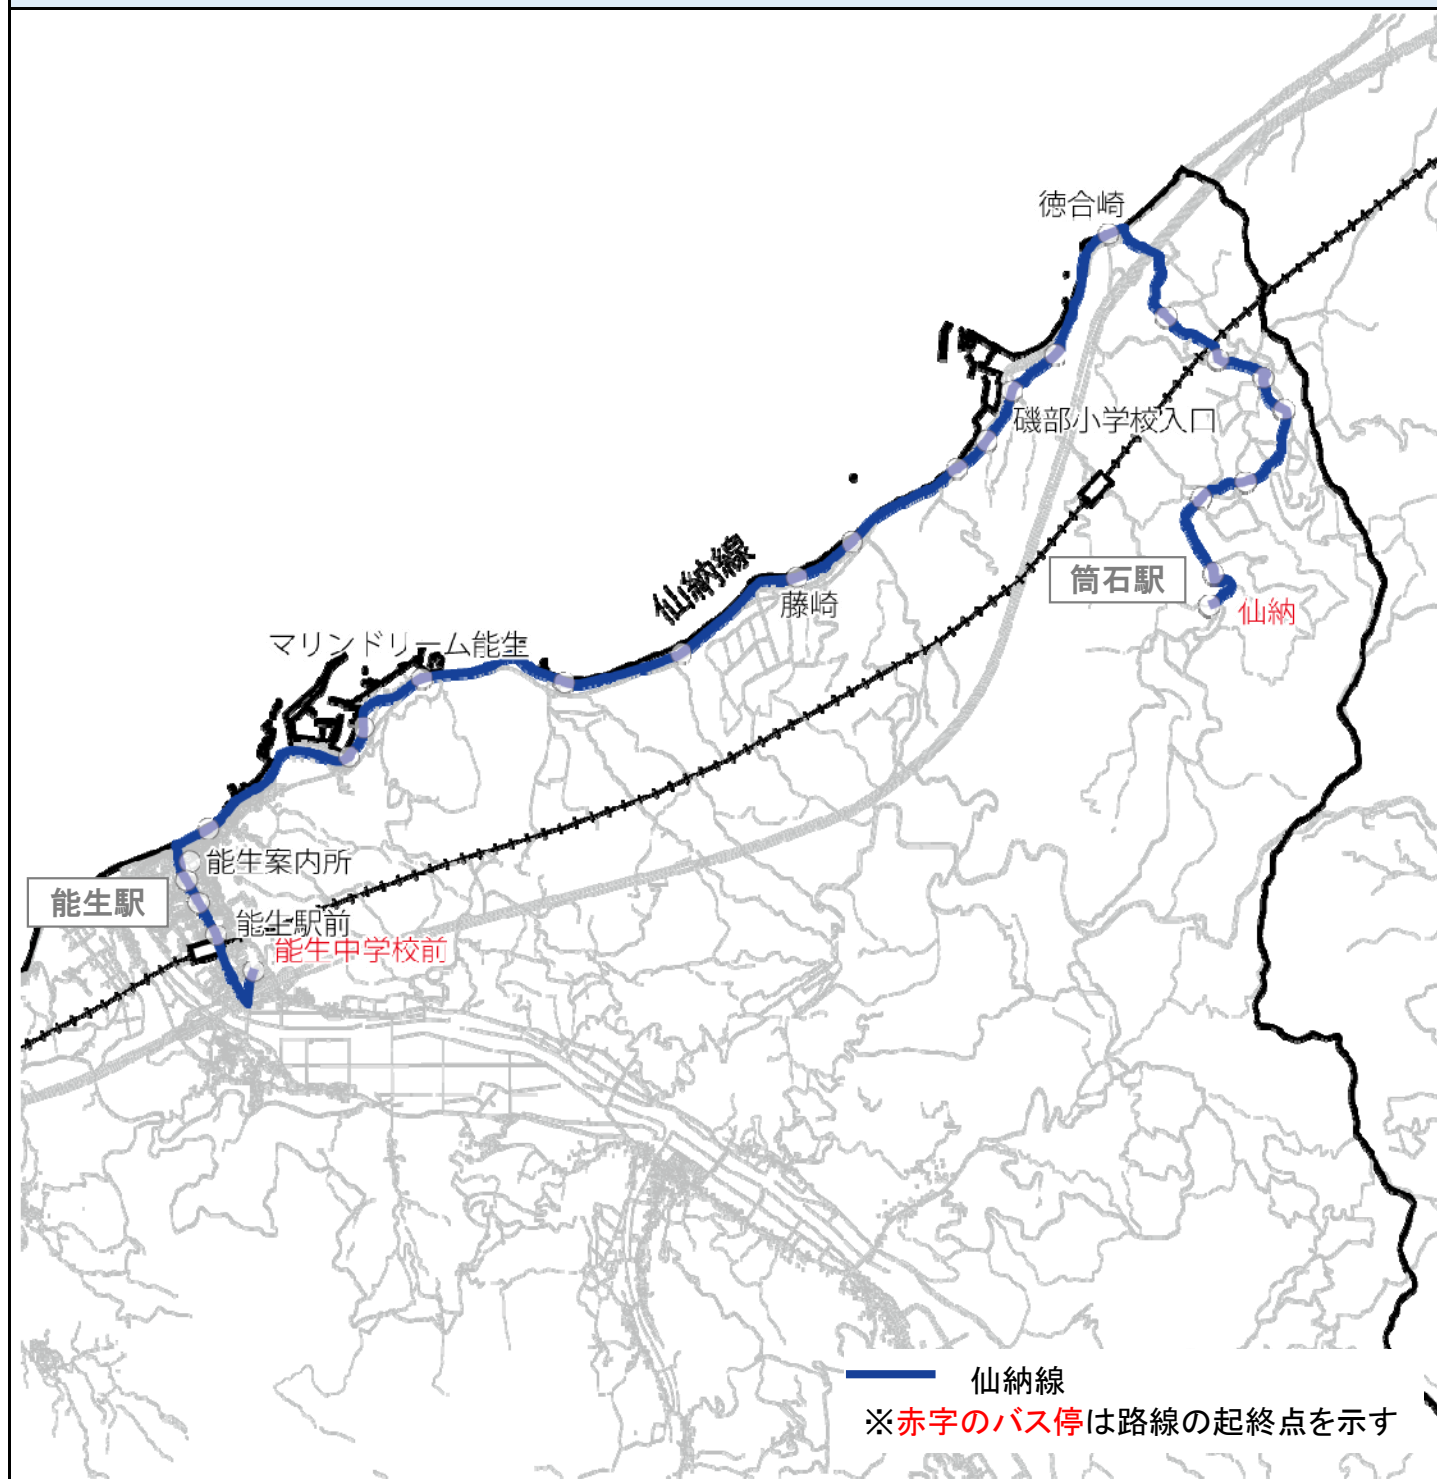 徳合崎
磯部小学校入口
仙納線
筒石駅
藤崎
仙納
マリンドリーム能生
能生案内所
能生駅
能生駅前
能生中学校前
仙納線
※赤字のバス停は路線の起終点を示す